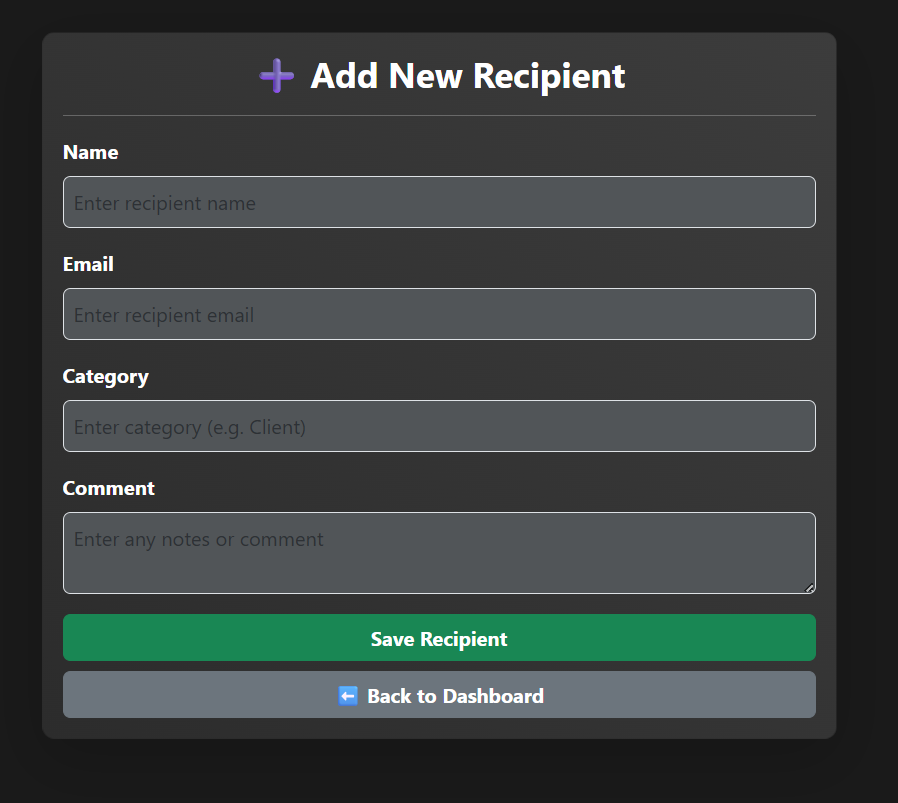 ➕ Add New Recipient
Name
Enter recipient name
Email
Enter recipient email
Category
Enter category (e.g. Client)
Comment
Enter any notes or comment
Save Recipient
⬅️ Back to Dashboard